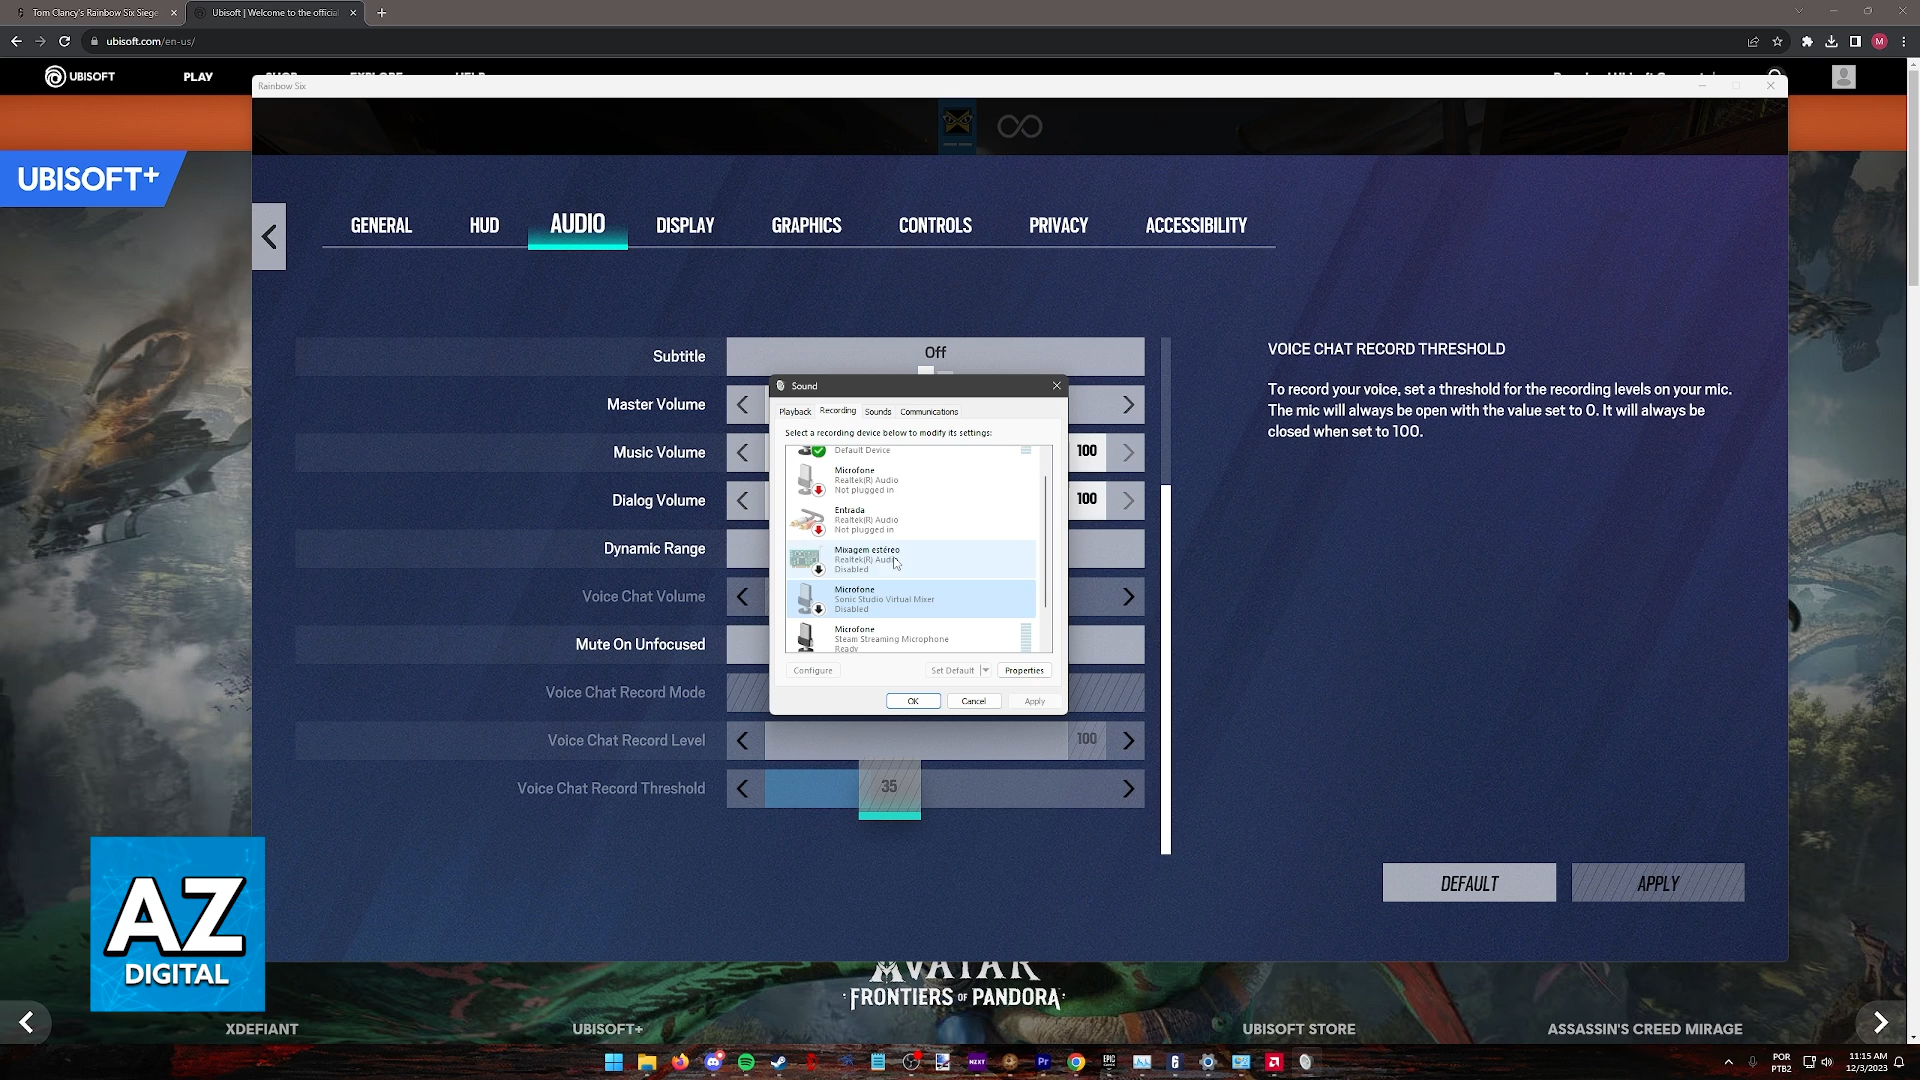 Tom Clancy's Rainbow Six Siege
Ubisoft | Welcome to the official
ubisoft.com/en-us/
M
UBISOFT
PLAY
Rainbow Six
UBISOFT+
GENERAL
HUD
AUDIO
DISPLAY
GRAPHICS
CONTROLS
PRIVACY
ACCESSIBILITY
Subtitle
Off
Master Volume
Music Volume
100
Dialog Volume
100
Dynamic Range
Voice Chat Volume
Mute On Unfocused
Voice Chat Record Mode
Voice Chat Record Level
100
Voice Chat Record Threshold
35
Sound
Playback
Recording
Sounds
Communications
Select a recording device below to modify its settings:
Default Device
Microfone
Realtek(R) Audio
Not plugged in
Entrada
Realtek(R) Audio
Not plugged in
Mixagem estéreo
Realtek(R) Audio
Disabled
Microfone
Sonic Studio Virtual Mixer
Disabled
Microfone
Steam Streaming Microphone
Ready
Configure
Set Default
Properties
OK
Cancel
Apply
VOICE CHAT RECORD THRESHOLD
To record your voice, set a threshold for the recording levels on your mic.
The mic will always be open with the value set to 0. It will always be
closed when set to 100.
DEFAULT
APPLY
AZ
DIGITAL
AVATAR
FRONTIERS OF PANDORA
XDEFIANT
UBISOFT+
UBISOFT STORE
ASSASSIN'S CREED MIRAGE
NZXT
Pr
EPIC
POR
PTB2
11:15 AM
12/3/2023